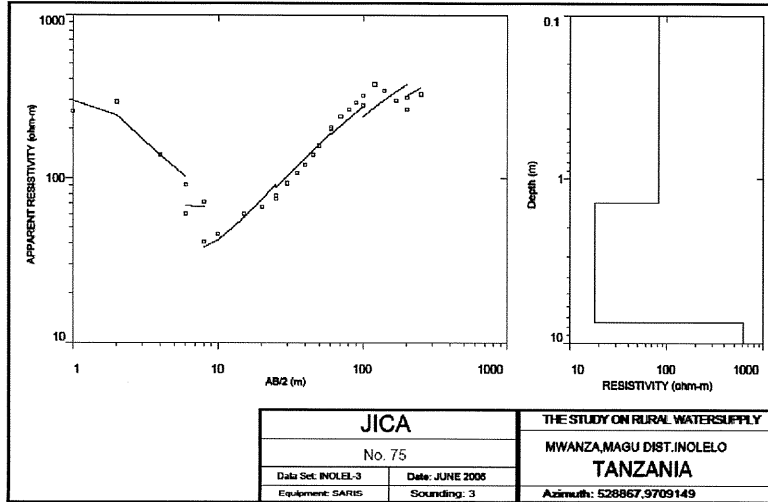 1000
100
10
APPARENT RESISTIVITY (ohm-m)
1 10 100 1000
AB/2 (m)
0.1
1
10
Depth (m)
10 100 1000
RESISTIVITY (ohm-m)
JICA
No. 75
Data Set: INOLEL-3 Date: JUNE 2006
Equipment: SARIS Sounding: 3
THE STUDY ON RURAL WATERSUPPLY
MWANZA,MAGU DIST.INOLELO
TANZANIA
Azimuth: 528867,9709149